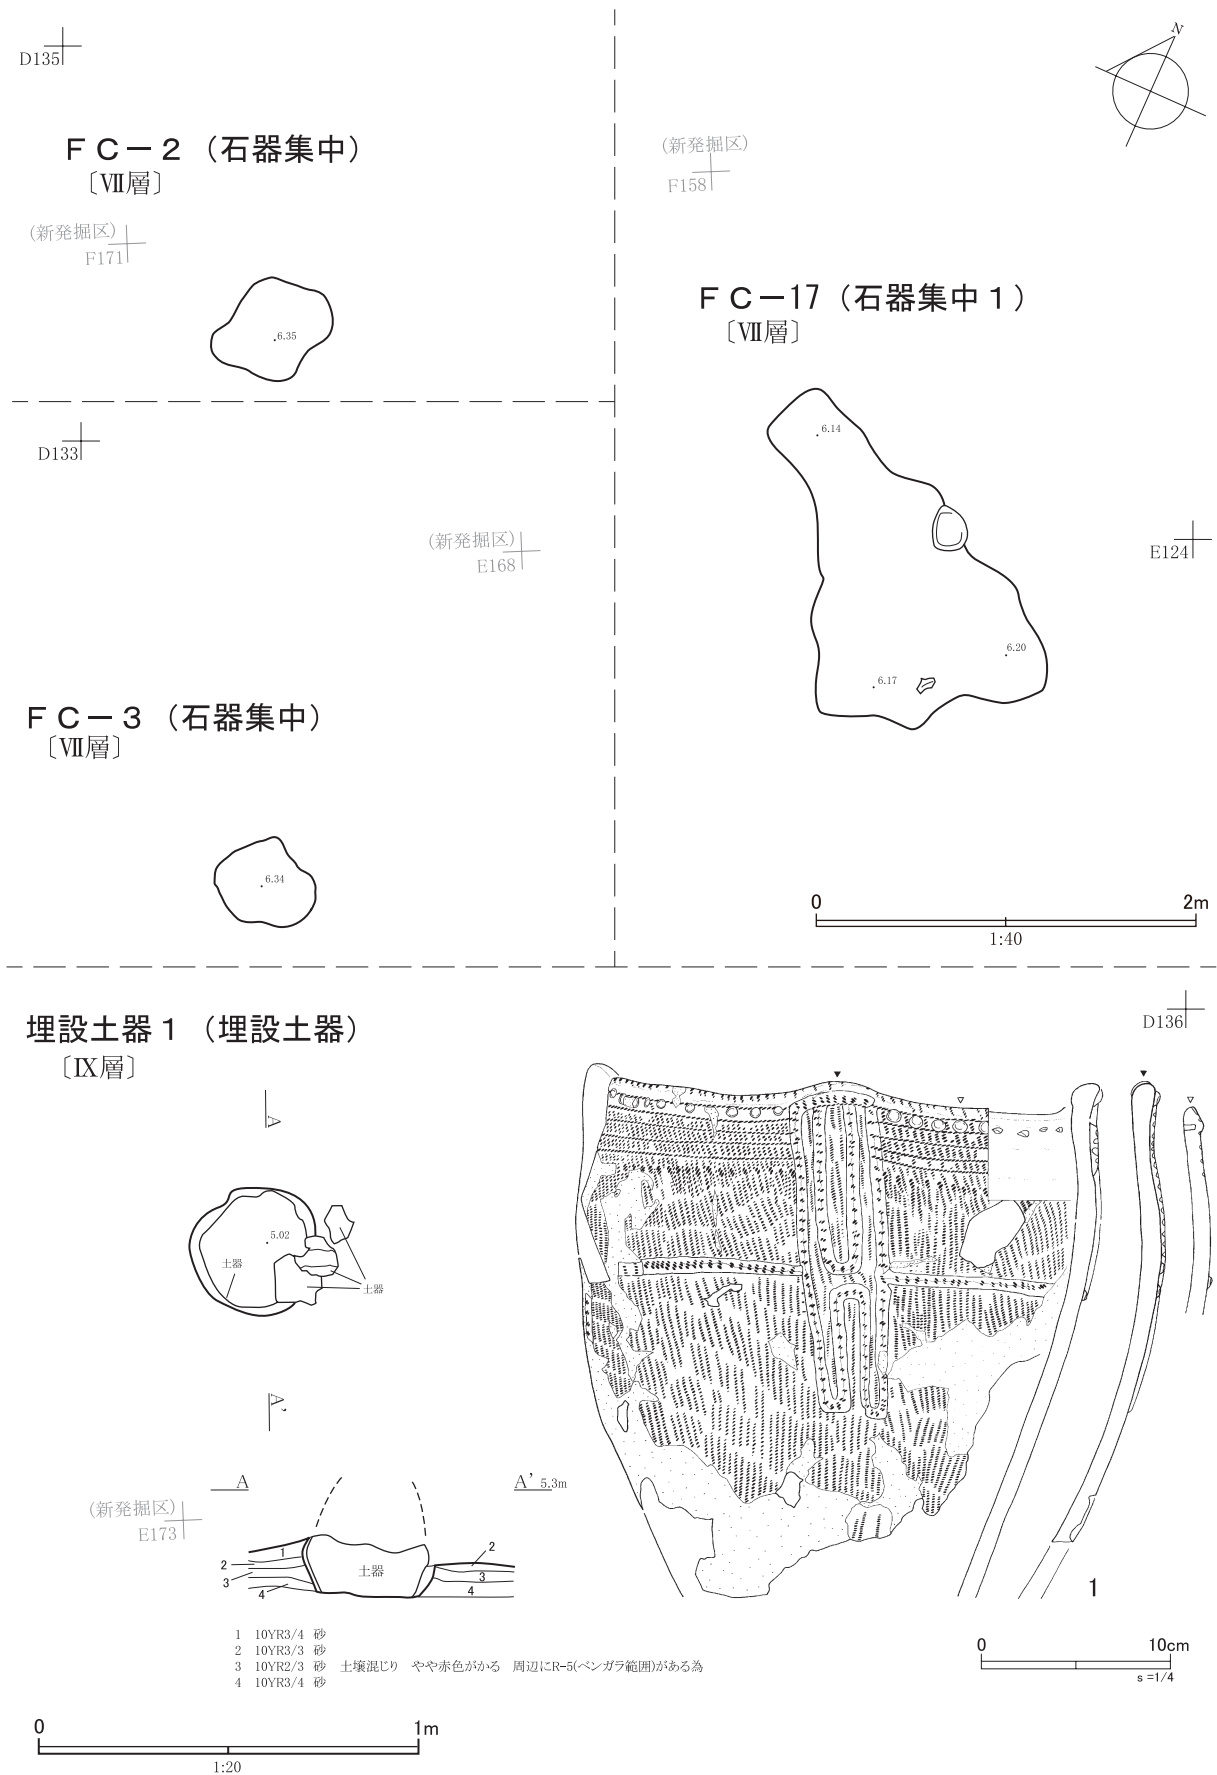 D135
ＦＣ－２（石器集中）
〔Ⅶ層〕
(新発掘区)
F171
6.35
N
(新発掘区)
F158
ＦＣ－17（石器集中１）
〔Ⅶ層〕
6.14
E124
6.20
6.17
0 2m
1:40
D133
(新発掘区)
E168
ＦＣ－３（石器集中）
〔Ⅶ層〕
6.34
埋設土器１（埋設土器）
〔Ⅸ層〕
D136
A
5.02
土器
土器
A'
A A' 5.3m
(新発掘区)
E173
1
2
3
4
土器
2
3
4
1 10YR3/4 砂
2 10YR3/3 砂
3 10YR2/3 砂 土壌混じり やや赤色がかる 周辺にR-5(ベンガラ範囲)がある為
4 10YR3/4 砂
0 1m
1:20
1
0 10cm
s =1/4